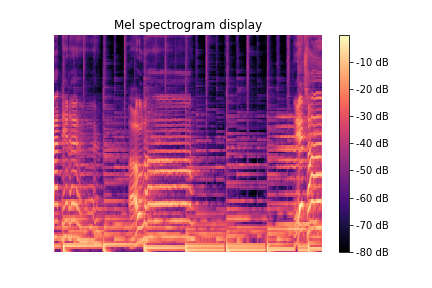 Mel spectrogram display
-10 dB
-20 dB
-30 dB
-40 dB
-50 dB
-60 dB
-70 dB
-80 dB